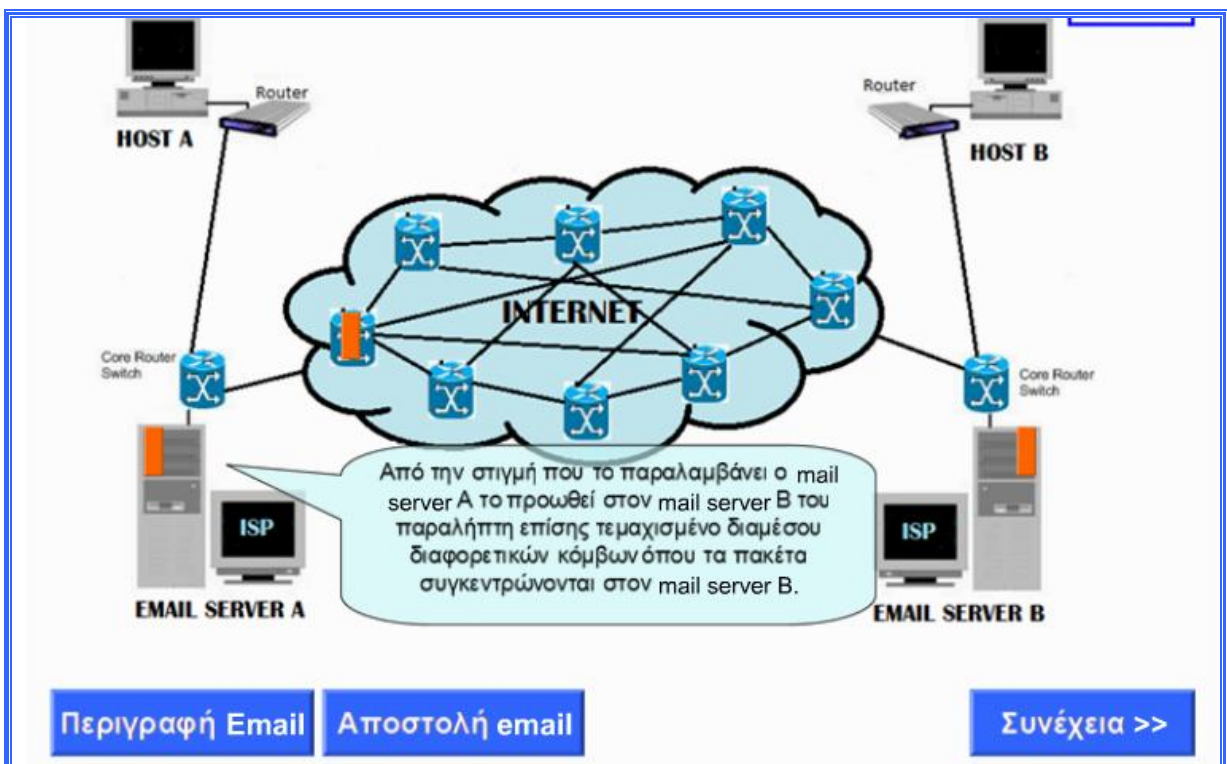 Router
HOST A
Router
HOST B
INTERNET
Core Router
Switch
Core Router
Switch
Από την στιγμή που το παραλαμβάνει ο mail
server Α το προωθεί στον mail server Β του
παραλήπτη επίσης τεμαχισμένο διαμέσου
διαφορετικών κόμβων όπου τα πακέτα
συγκεντρώνονται στον mail server B.
ISP
EMAIL SERVER A
ISP
EMAIL SERVER B
Περιγραφή Email
Αποστολή email
Συνέχεια >>